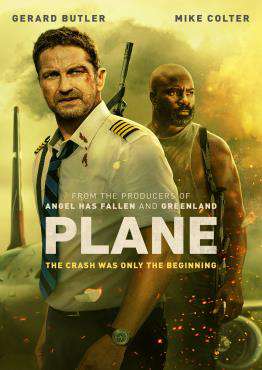 GERARD BUTLER MIKE COLTER
FROM THE PRODUCERS OF
ANGEL HAS FALLEN AND GREENLAND
PLANE
THE CRASH WAS ONLY THE BEGINNING